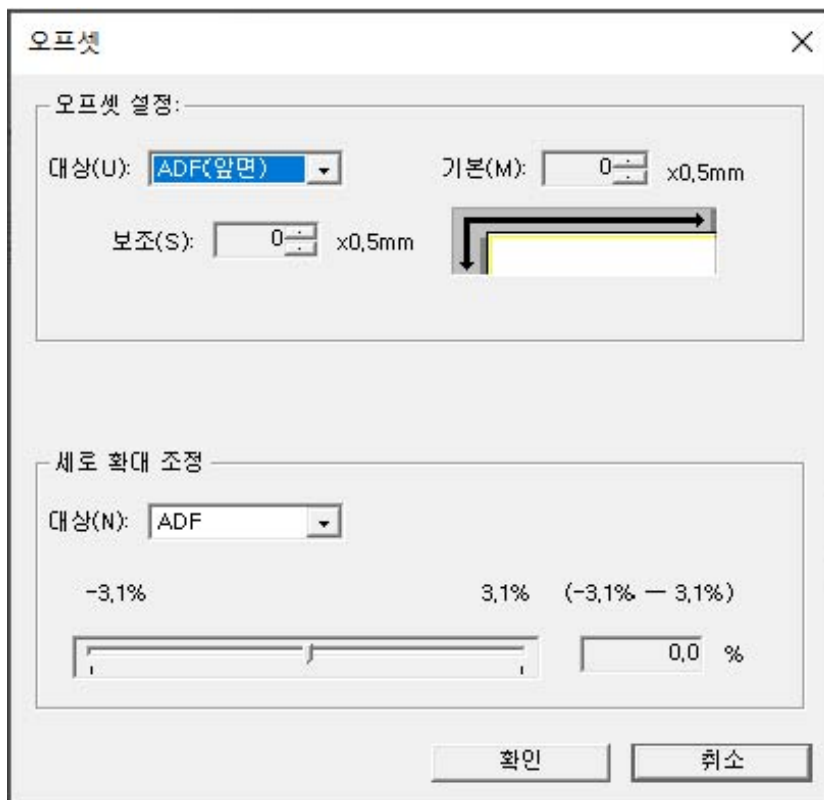 오프셋
오프셋 설정:
대상(U): ADF(앞면) 기본(M): 0 x0,5mm
보조(S): 0 x0,5mm
세로 확대 조정
대상(N): ADF
-3,1% 3,1% (-3,1% — 3,1%)
0,0 %
확인 취소